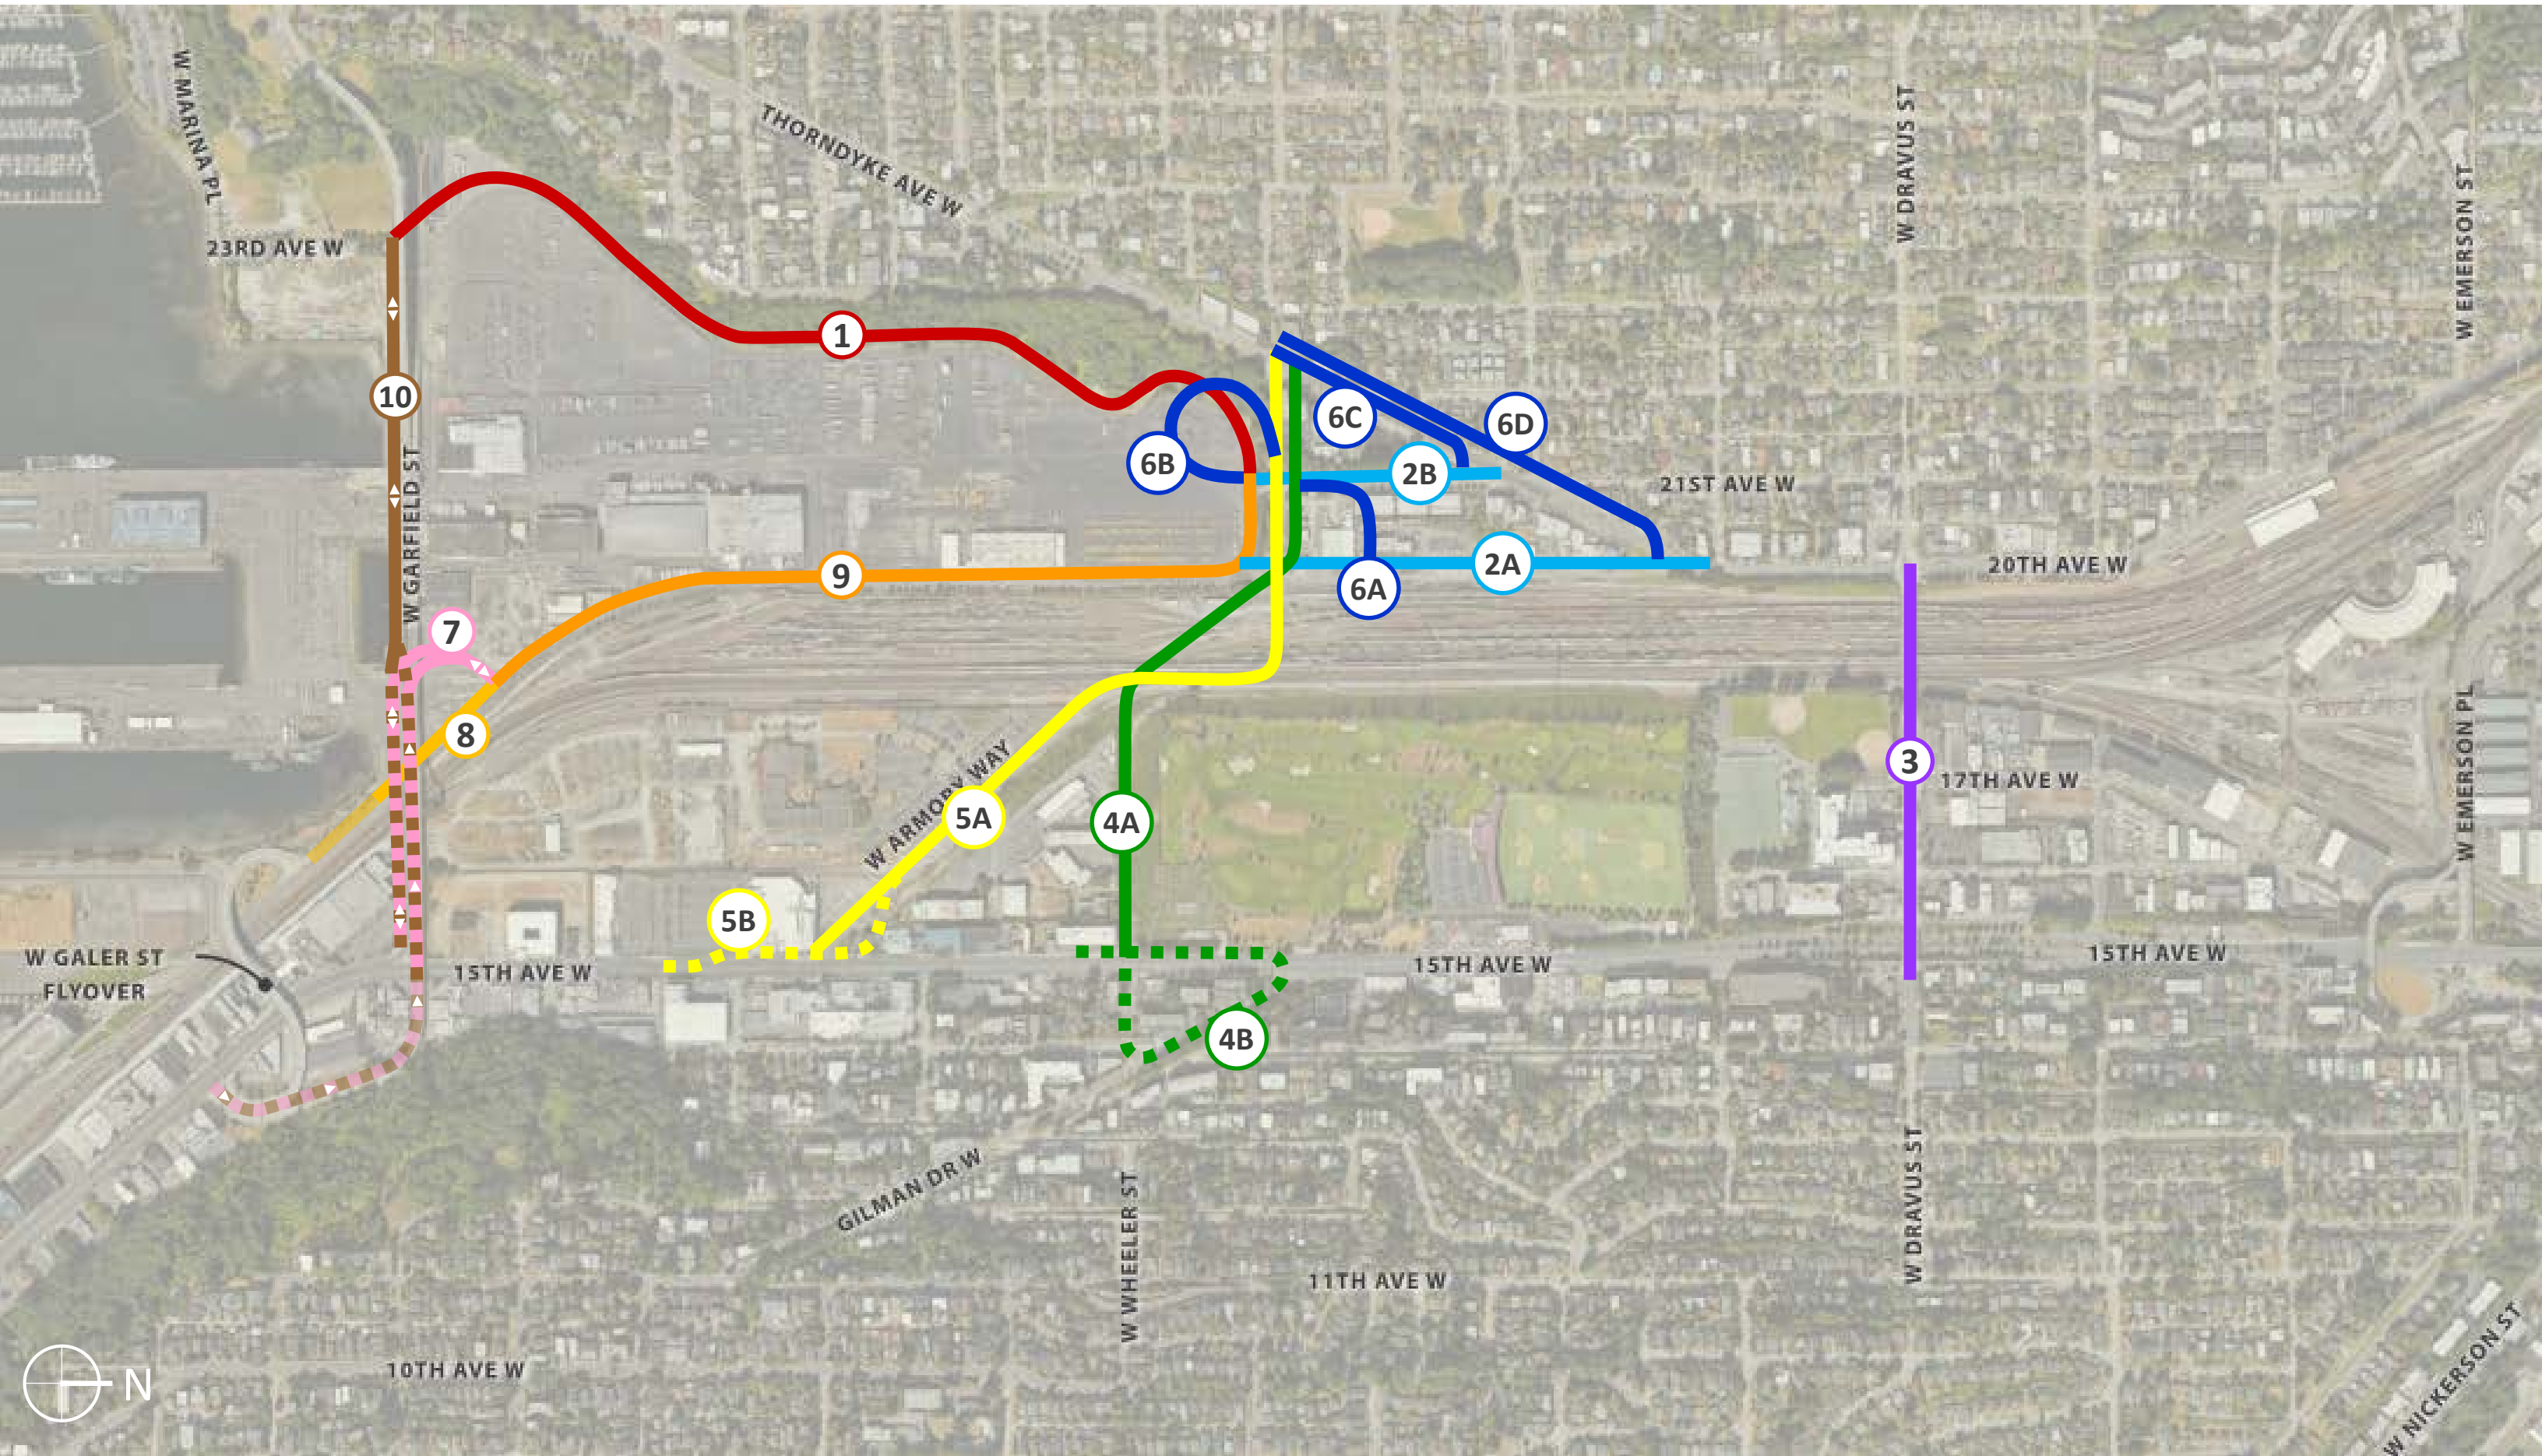 W MARINA PL
THORNDYKE AVE W
W DRAVUS ST
W EMERSON ST
23RD AVE W
1
10
6C
6D
6B
2B
21ST AVE W
W GARFIELD ST
9
2A
20TH AVE W
6A
7
8
3
17TH AVE W
W EMERSON PL
W ARMORY WAY
5A
4A
5B
W GALER ST
FLYOVER
15TH AVE W
15TH AVE W
15TH AVE W
4B
GILMAN DR W
W WHEELER ST
W DRAVUS ST
11TH AVE W
10TH AVE W
N
W NICKERSON ST